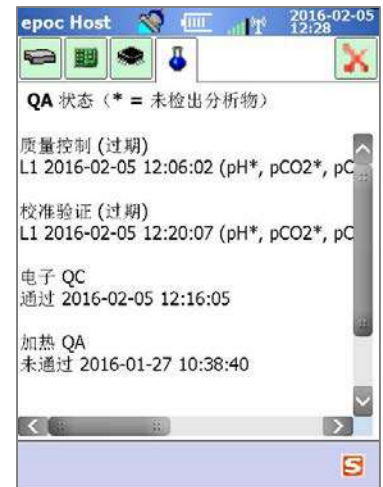 epoc Host
2016-02-05
12:28
QA 状态（* = 未检出分析物）
质量控制 (过期)
L1 2016-02-05 12:06:02 (pH*, pCO2*, pC
校准验证 (过期)
L1 2016-02-05 12:20:07 (pH*, pCO2*, pC
电子 QC
通过 2016-02-05 12:16:05
加热 QA
未通过 2016-01-27 10:38:40
S